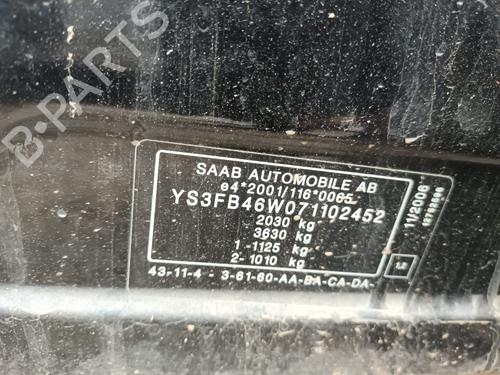 B-PARTS
SAAB AUTOMOBILE AB
e4*2001/116*0065
YS3FB46W071102452
2030 kg
3630 kg
1-1125 kg
2-1010 kg
43-11-4 - 3-61-60-AA-BA-CA-DA-
11/2006